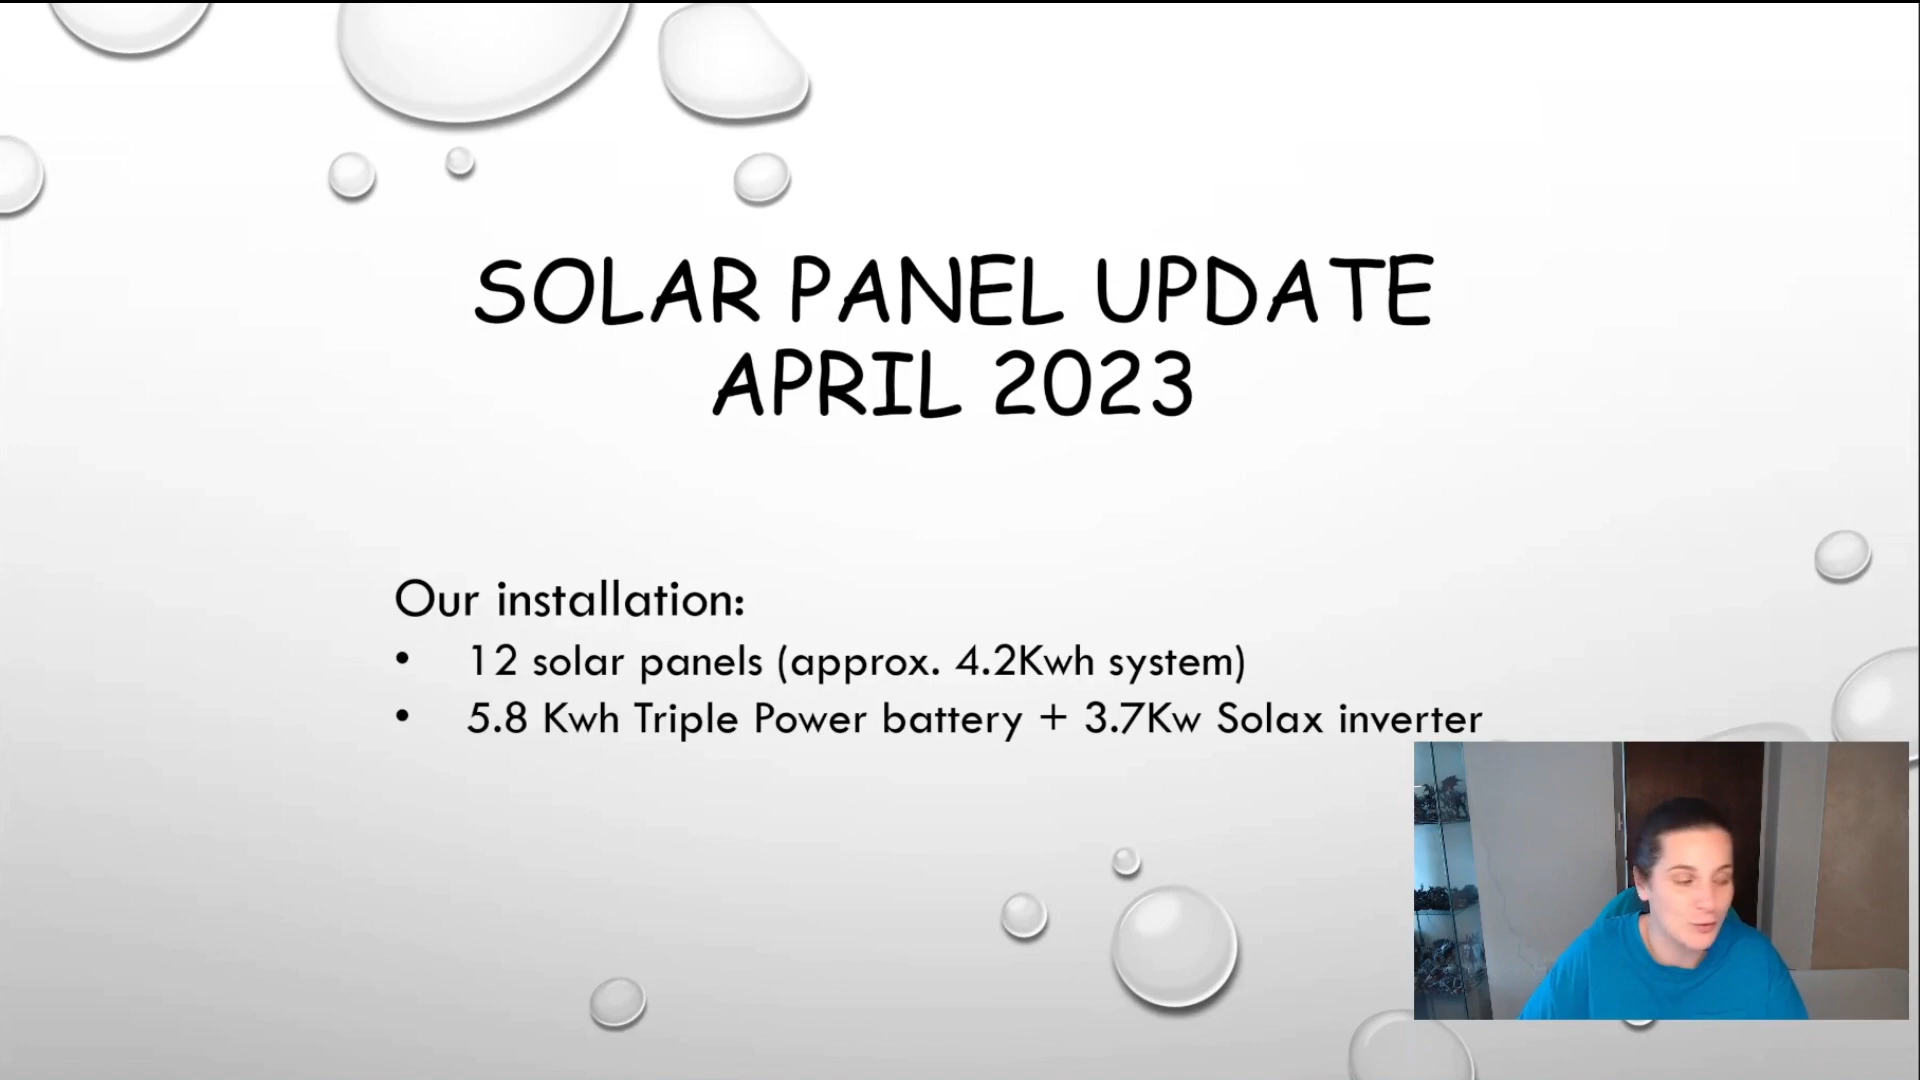 SOLAR PANEL UPDATE
APRIL 2023
Our installation:
• 12 solar panels (approx. 4.2Kwh system)
• 5.8 Kwh Triple Power battery + 3.7Kw Solax inverter